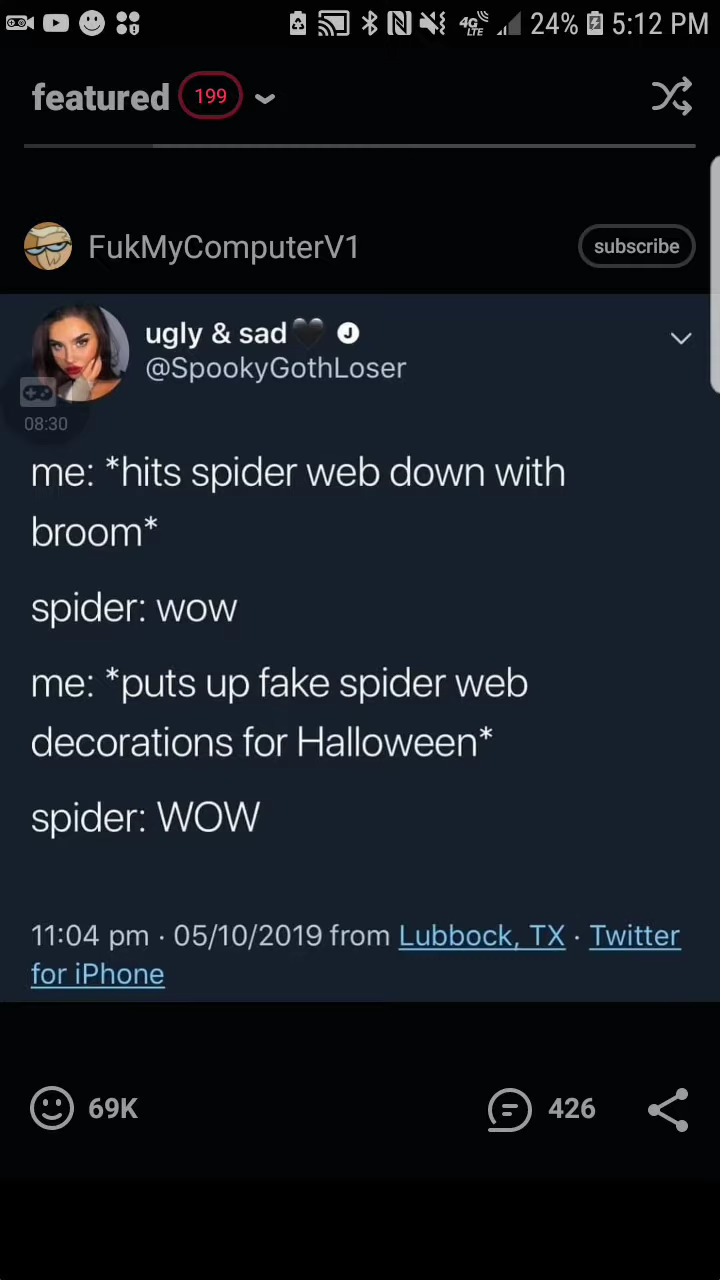 4G LTE 24% 5:12 PM
featured 199
FukMyComputerV1 subscribe
ugly & sad🖤 J
@SpookyGothLoser
08:30
me: *hits spider web down with
broom*
spider: wow
me: *puts up fake spider web
decorations for Halloween*
spider: WOW
11:04 pm · 05/10/2019 from Lubbock, TX · Twitter
for iPhone
69K 426